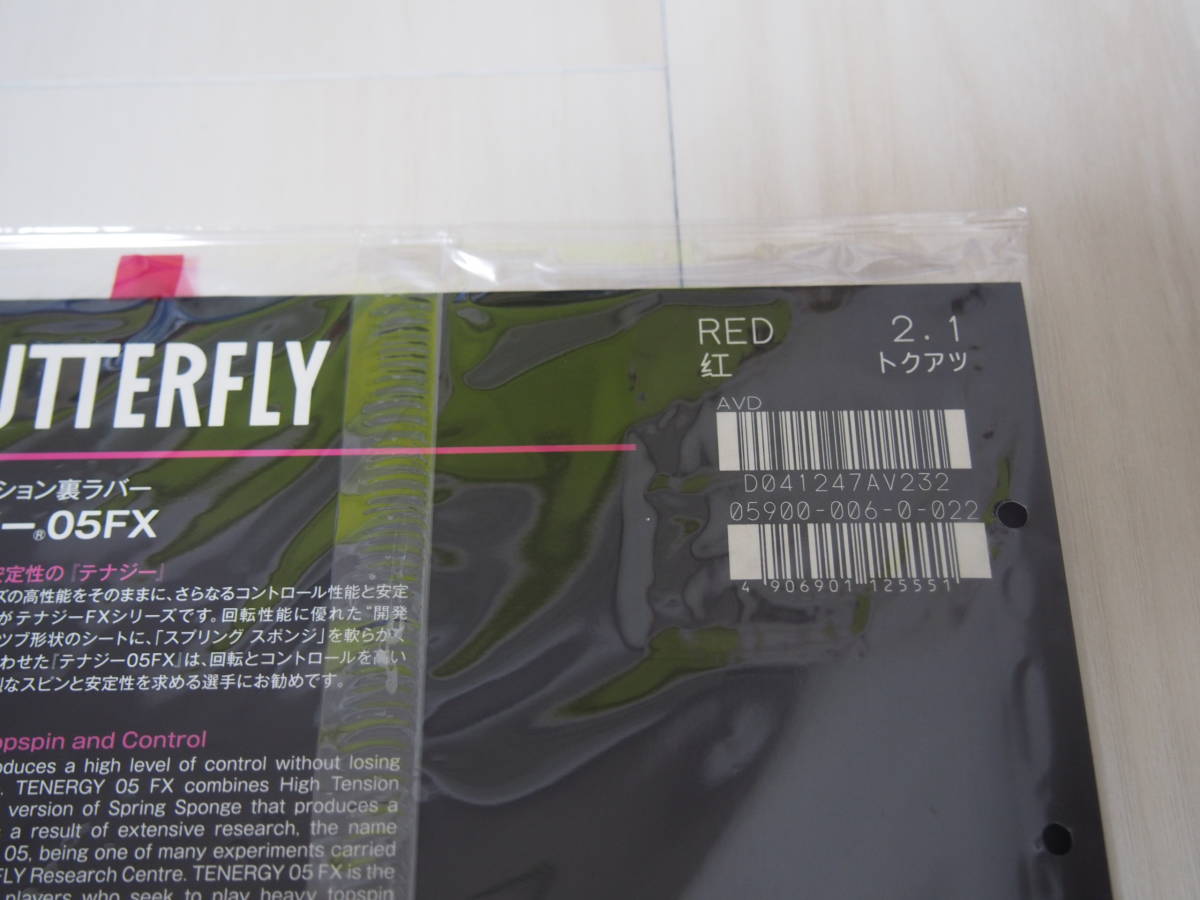 UTTERFLY
RED 2.1
紅 トクアツ
AVD
D041247AV232
05900-006-0-022
4 906901 125551
ション裏ラバー
ー®05FX
安定性の『テナジー』
ズの高性能をそのままに、さらなるコントロール性能と安定
がテナジーFXシリーズです。回転性能に優れた"開発
ツブ形状のシートに、「スプリング スポンジ」を軟らかく
わせた『テナジー05FX』は、回転とコントロールを高い
なスピンと安定性を求める選手にお勧めです。
opspin and Control
oduces a high level of control without losing
. TENERGY 05 FX combines High Tension
version of Spring Sponge that produces a
a result of extensive research, the name
05, being one of many experiments carried
FLY Research Centre. TENERGY 05 FX is the
players who seek to play heavy topspin